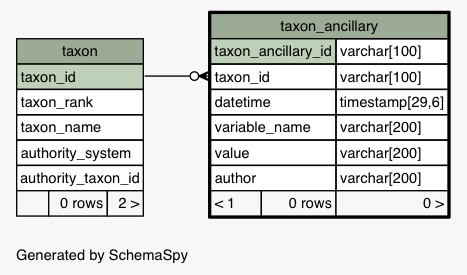 taxon
taxon_id
taxon_rank
taxon_name
authority_system
authority_taxon_id
0 rows 2 >
taxon_ancillary
taxon_ancillary_id varchar[100]
taxon_id varchar[100]
datetime timestamp[29,6]
variable_name varchar[200]
value varchar[200]
author varchar[200]
< 1 0 rows 0 >
Generated by SchemaSpy